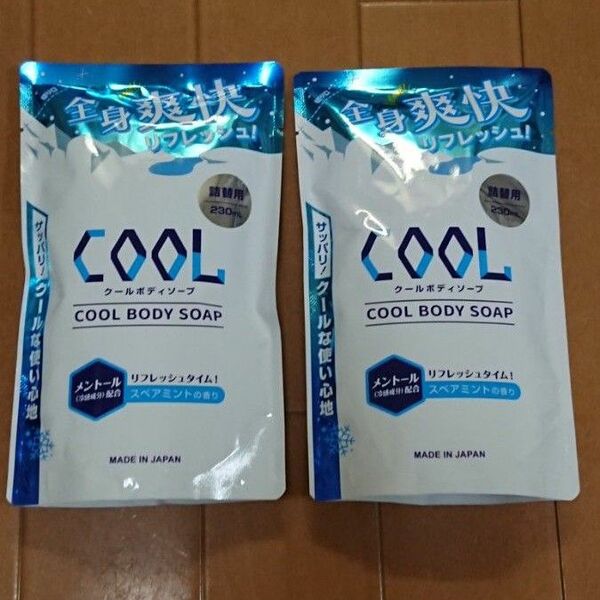 全身爽快
リフレッシュ!
詰替用
230mL
COOL
クールボディソープ
COOL BODY SOAP
サッパリ!クールな使い心地
メントール
(冷感成分)配合
リフレッシュタイム!
スペアミントの香り
MADE IN JAPAN
全身爽快
リフレッシュ!
詰替用
230mL
COOL
クールボディソープ
COOL BODY SOAP
サッパリ!クールな使い心地
メントール
(冷感成分)配合
リフレッシュタイム!
スペアミントの香り
MADE IN JAPAN